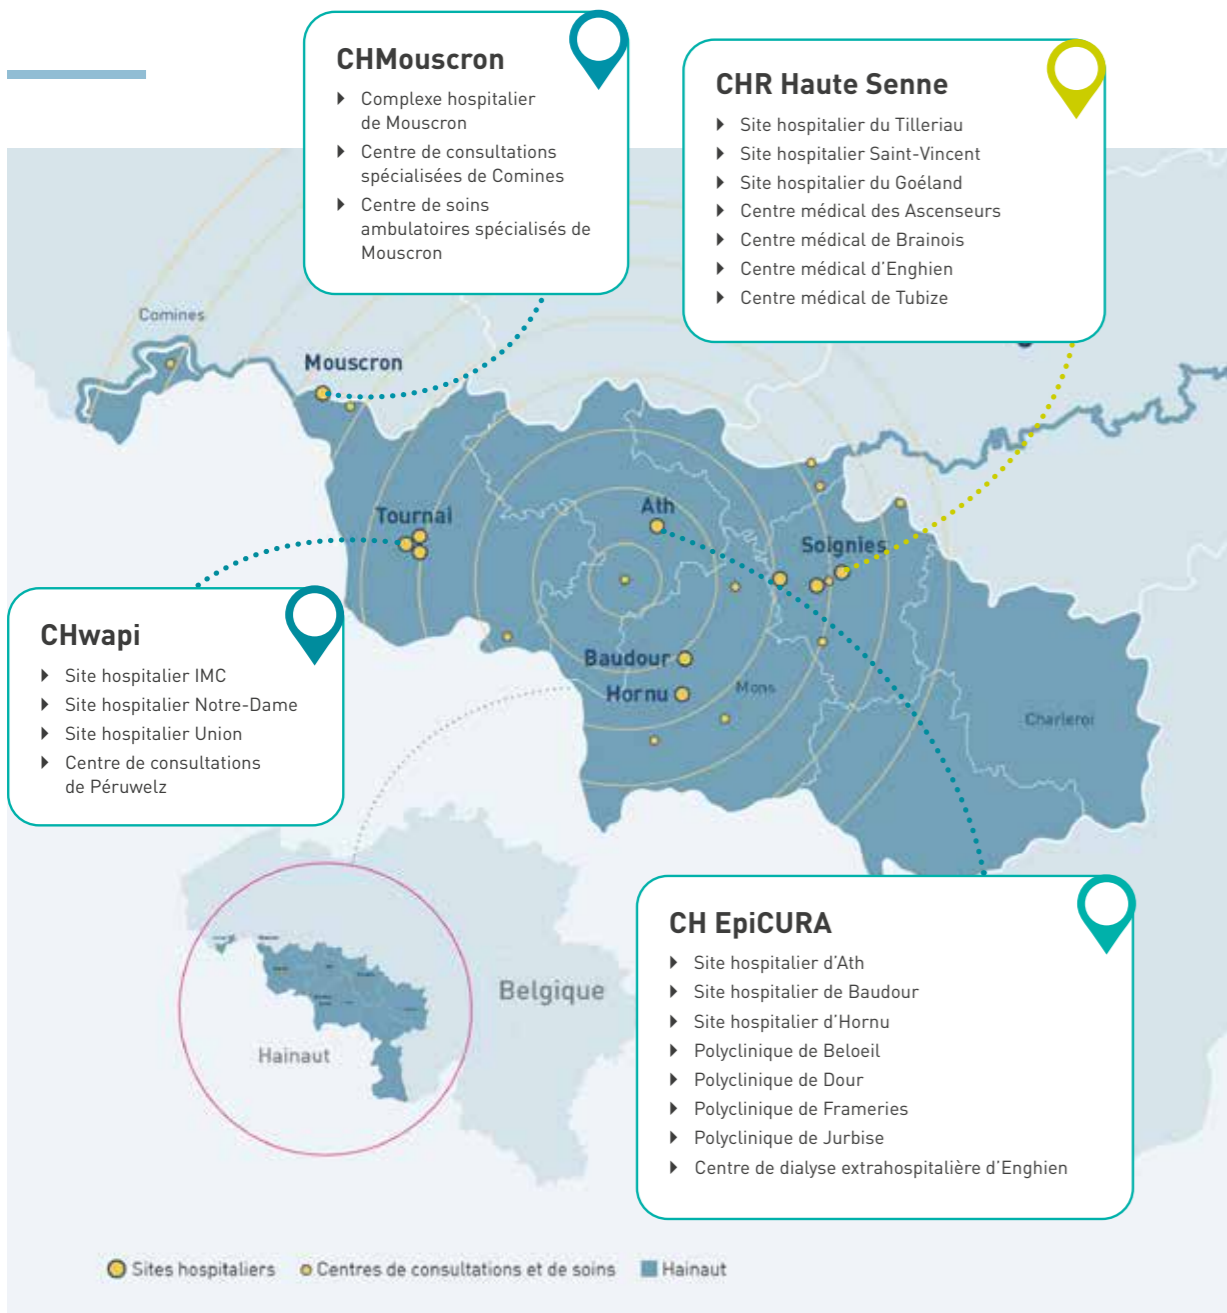 CHMouscron
Complexe hospitalier
de Mouscron
Centre de consultations
spécialisées de Comines
Centre de soins
ambulatoires spécialisés de
Mouscron
CHR Haute Senne
Site hospitalier du Tilleriau
Site hospitalier Saint-Vincent
Site hospitalier du Goéland
Centre médical des Ascenseurs
Centre médical de Brainois
Centre médical d'Enghien
Centre médical de Tubize
Comines
Mouscron
Tournai
Ath
Soignies
Baudour
Hornu
Mons
Charleroi
CHwapi
Site hospitalier IMC
Site hospitalier Notre-Dame
Site hospitalier Union
Centre de consultations
de Péruwelz
Belgique
Hainaut
CH EpiCURA
Site hospitalier d'Ath
Site hospitalier de Baudour
Site hospitalier d'Hornu
Polyclinique de Beloeil
Polyclinique de Dour
Polyclinique de Frameries
Polyclinique de Jurbise
Centre de dialyse extrahospitalière d'Enghien
Sites hospitaliers
Centres de consultations et de soins
Hainaut